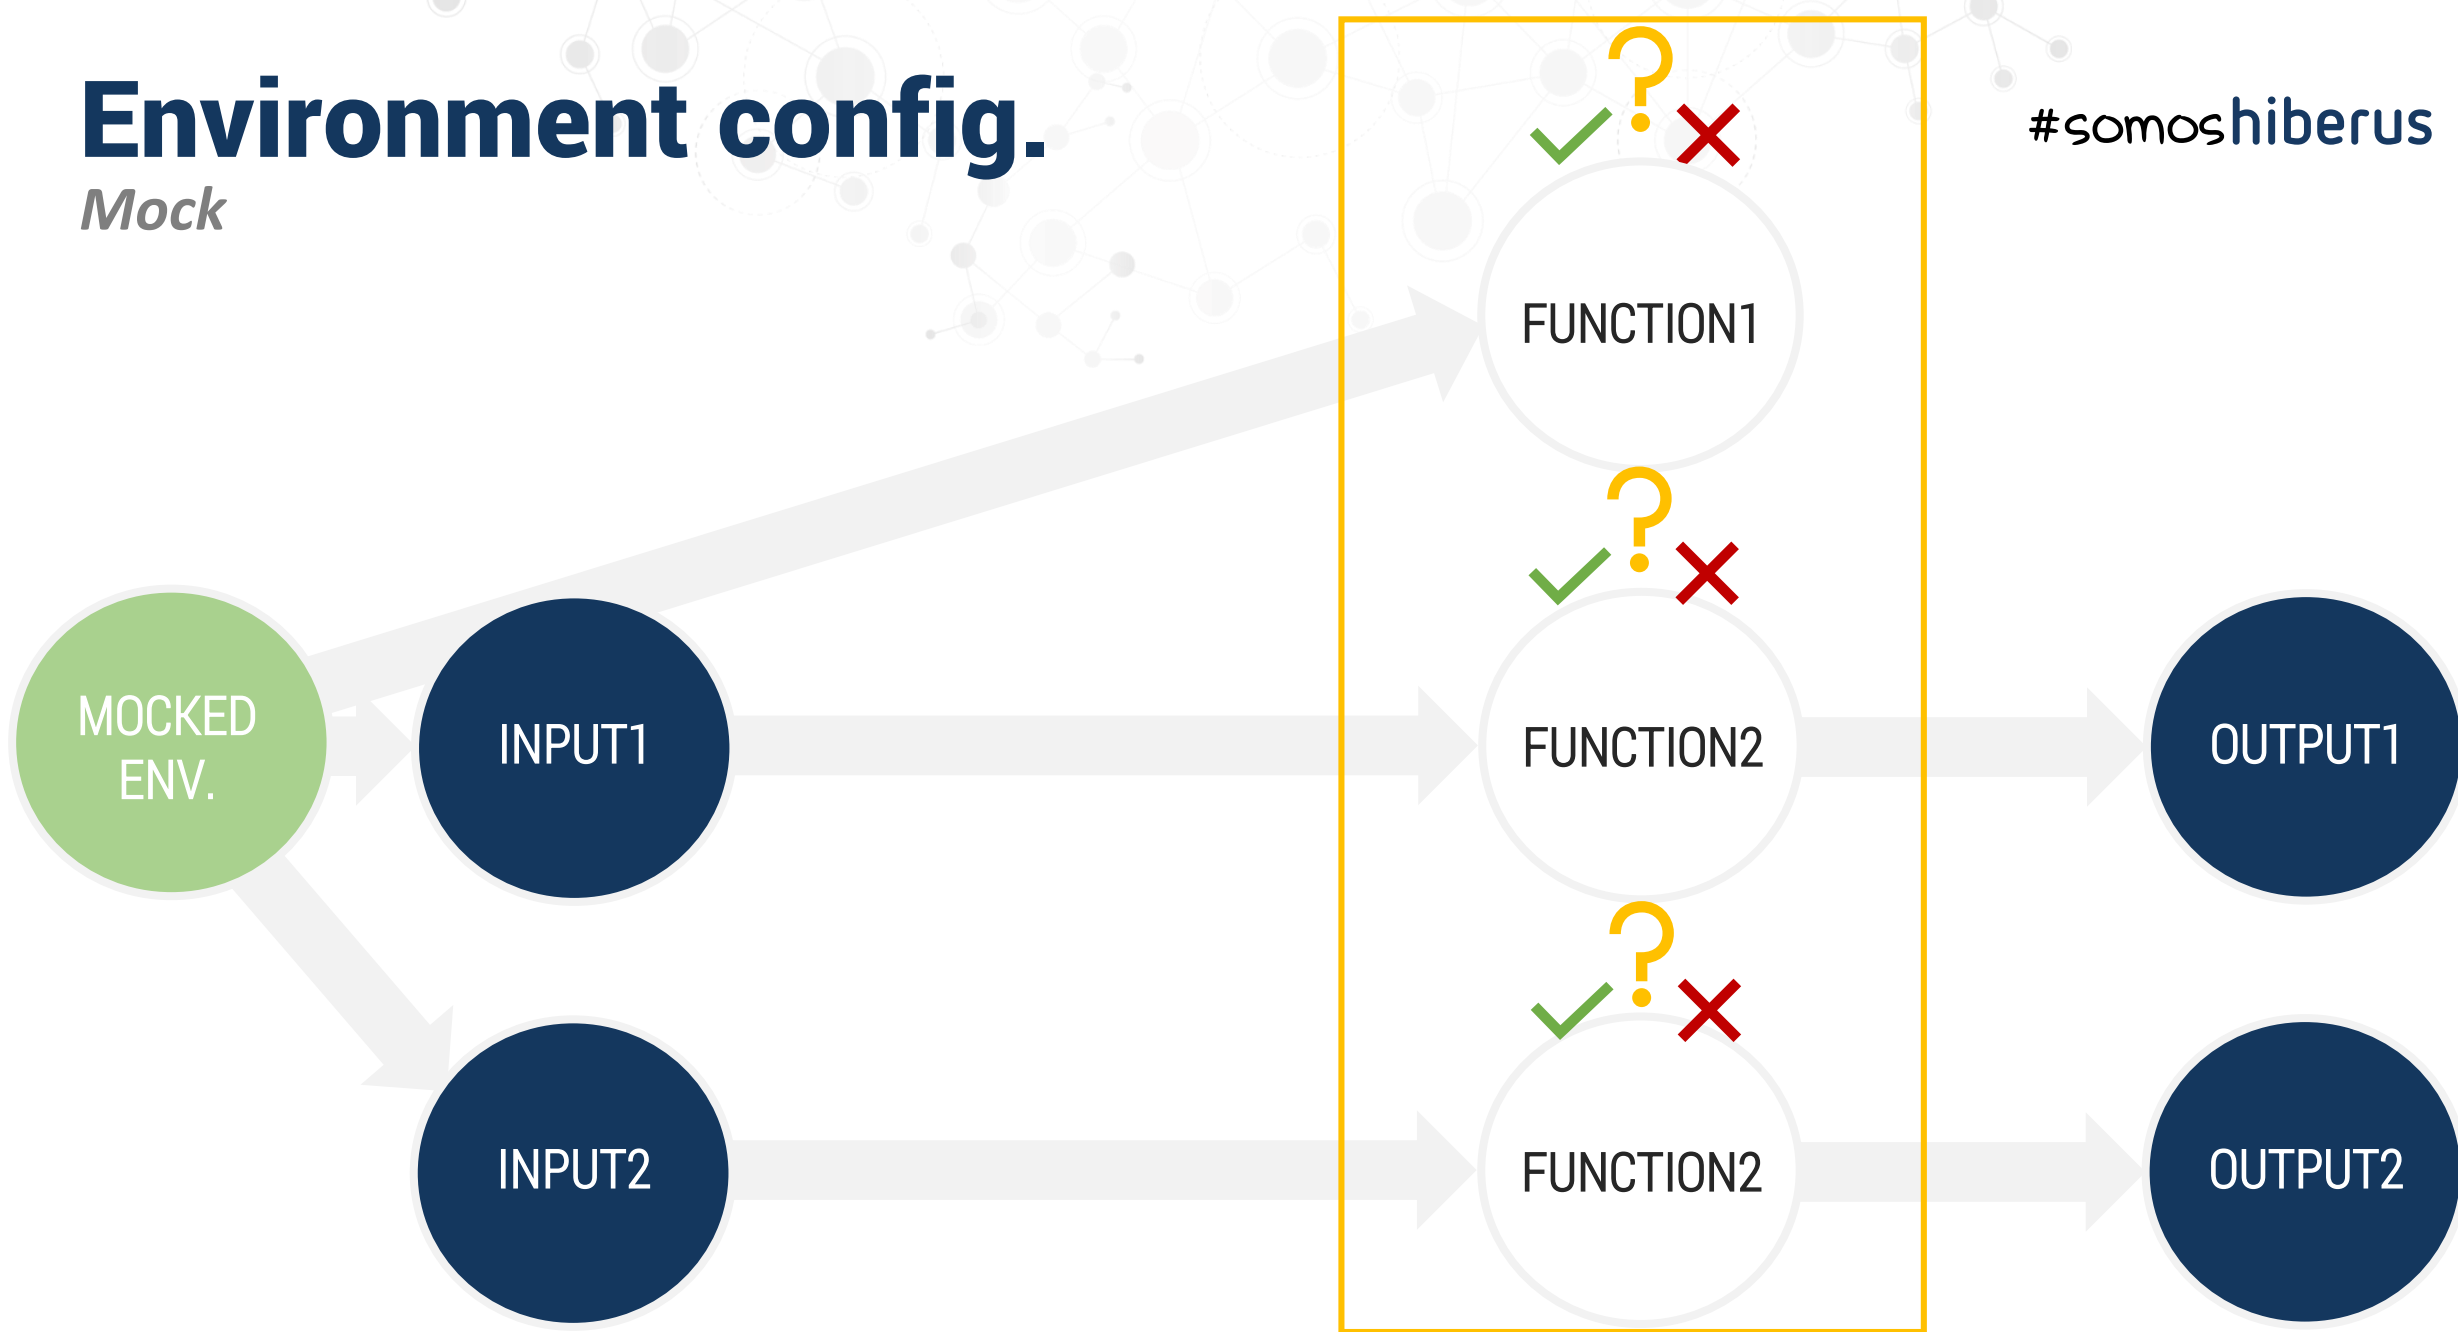 Environment config.
Mock
#somoshiberus
FUNCTION1
MOCKED
ENV.
INPUT1
FUNCTION2
OUTPUT1
INPUT2
FUNCTION2
OUTPUT2